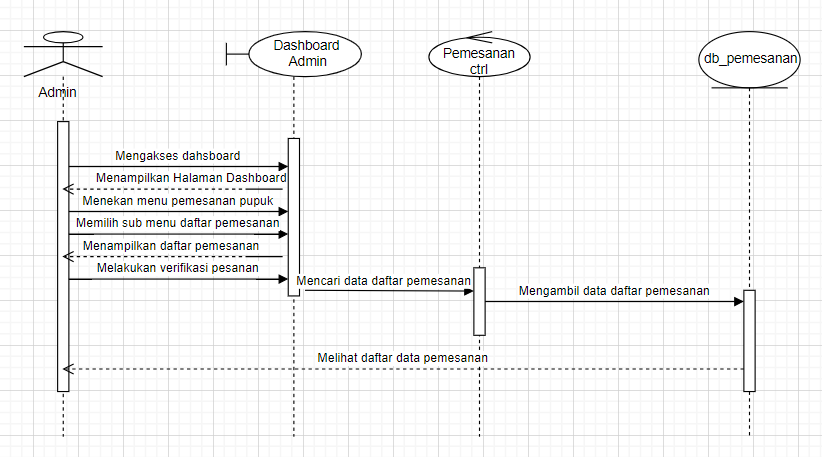 Dashboard
Admin
Pemesanan
ctrl
db_pemesanan
Admin
Mengakses dahsboard
Menampilkan Halaman Dashboard
Menekan menu pemesanan pupuk
Memilih sub menu daftar pemesanan
Menampilkan daftar pemesanan
Melakukan verifikasi pesanan
Mencari data daftar pemesanan
Mengambil data daftar pemesanan
Melihat daftar data pemesanan